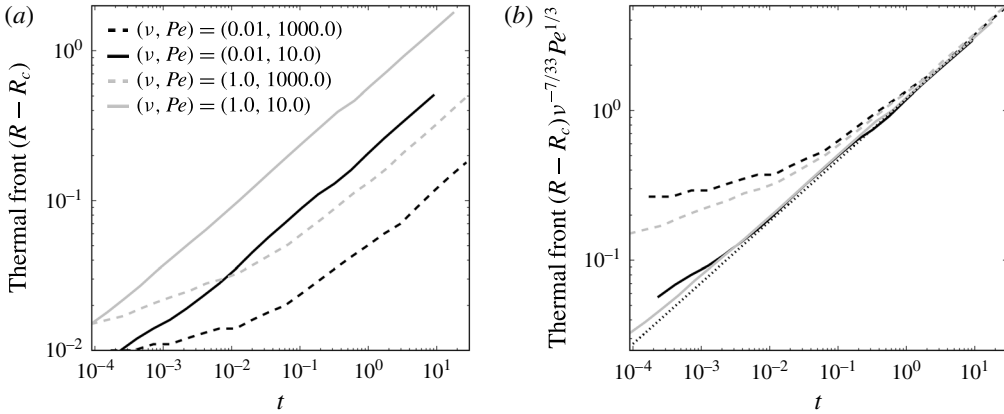 (a)
10⁰
10⁻¹
10⁻²
Thermal front (R − R_c)
(ν, Pe) = (0.01, 1000.0)
(ν, Pe) = (0.01, 10.0)
(ν, Pe) = (1.0, 1000.0)
(ν, Pe) = (1.0, 10.0)
10⁻⁴ 10⁻³ 10⁻² 10⁻¹ 10⁰ 10¹
t
(b)
10⁰
10⁻¹
Thermal front (R − R_c) ν^{−7/33} Pe^{1/3}
10⁻⁴ 10⁻³ 10⁻² 10⁻¹ 10⁰ 10¹
t